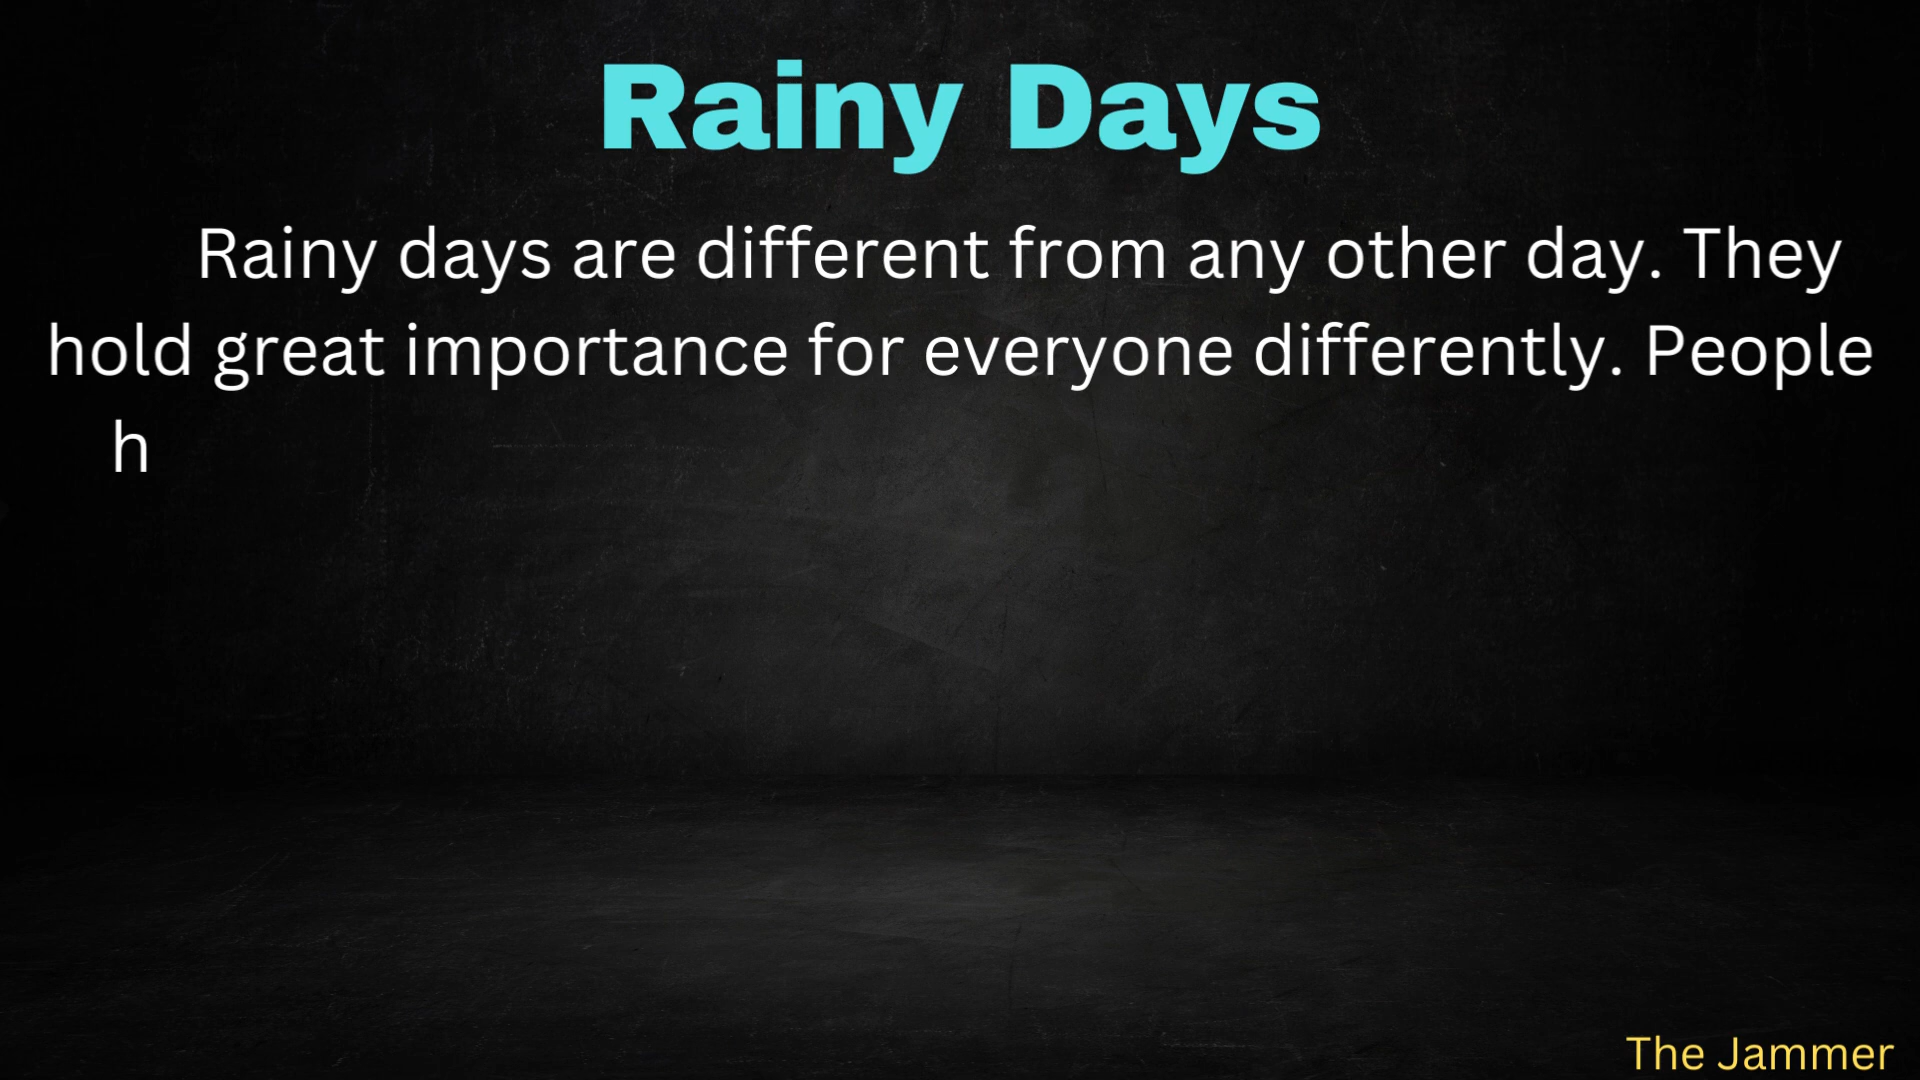 Rainy Days
Rainy days are different from any other day. They
hold great importance for everyone differently. People
h
The Jammer